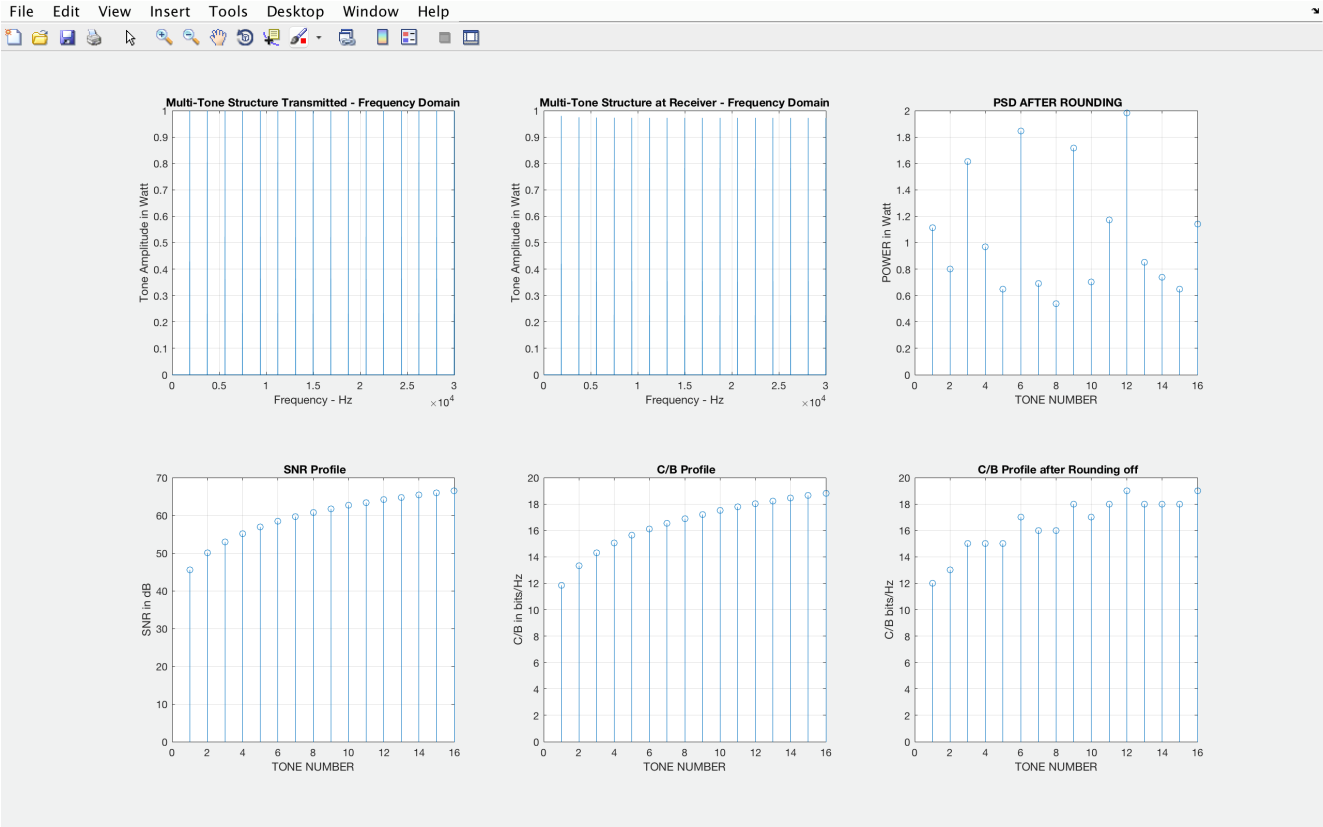 File Edit View Insert Tools Desktop Window Help
Multi-Tone Structure Transmitted - Frequency Domain
1
0.9
0.8
0.7
0.6
0.5
0.4
0.3
0.2
0.1
0
Tone Amplitude in Watt
0 0.5 1 1.5 2 2.5 3
Frequency - Hz
×10^4
Multi-Tone Structure at Receiver - Frequency Domain
1
0.9
0.8
0.7
0.6
0.5
0.4
0.3
0.2
0.1
0
Tone Amplitude in Watt
0 0.5 1 1.5 2 2.5 3
Frequency - Hz
×10^4
PSD AFTER ROUNDING
2
1.8
1.6
1.4
1.2
1
0.8
0.6
0.4
0.2
0
POWER in Watt
0 2 4 6 8 10 12 14 16
TONE NUMBER
SNR Profile
70
60
50
40
30
20
10
0
SNR in dB
0 2 4 6 8 10 12 14 16
TONE NUMBER
C/B Profile
20
18
16
14
12
10
8
6
4
2
0
C/B in bits/Hz
0 2 4 6 8 10 12 14 16
TONE NUMBER
C/B Profile after Rounding off
20
18
16
14
12
10
8
6
4
2
0
C/B bits/Hz
0 2 4 6 8 10 12 14 16
TONE NUMBER